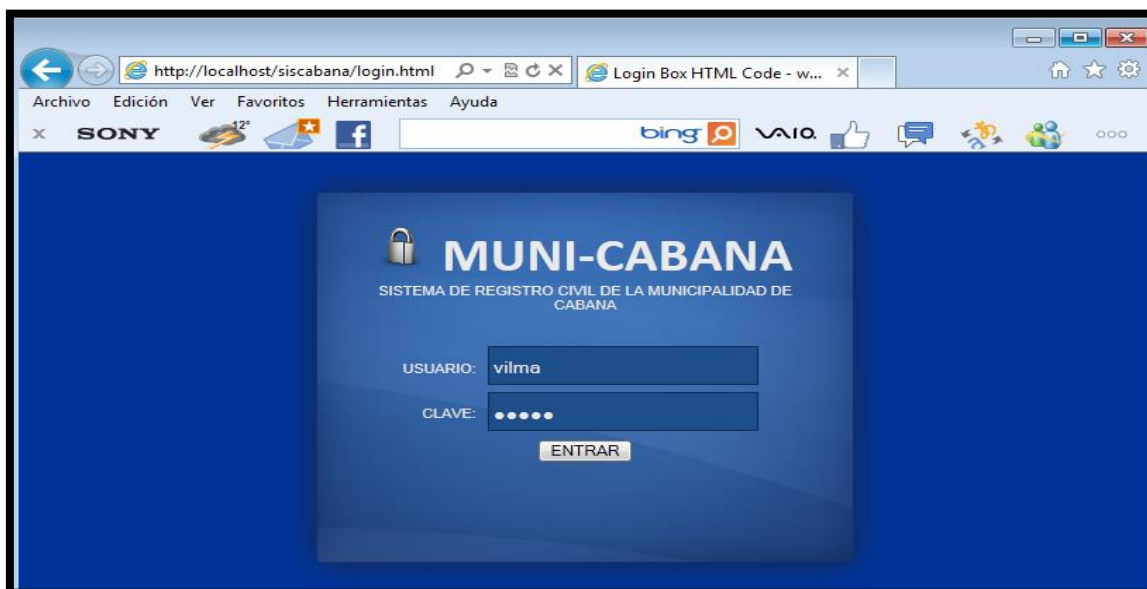 http://localhost/siscabana/login.html
Login Box HTML Code - w...
Archivo Edición Ver Favoritos Herramientas Ayuda
x SONY 12° f bing VAIO ooo
MUNI-CABANA
SISTEMA DE REGISTRO CIVIL DE LA MUNICIPALIDAD DE
CABANA
USUARIO: vilma
CLAVE: •••••
ENTRAR